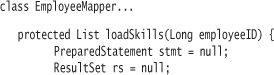 class EmployeeMapper...
protected List loadSkills(Long employeeID) {
PreparedStatement stmt = null;
ResultSet rs = null;